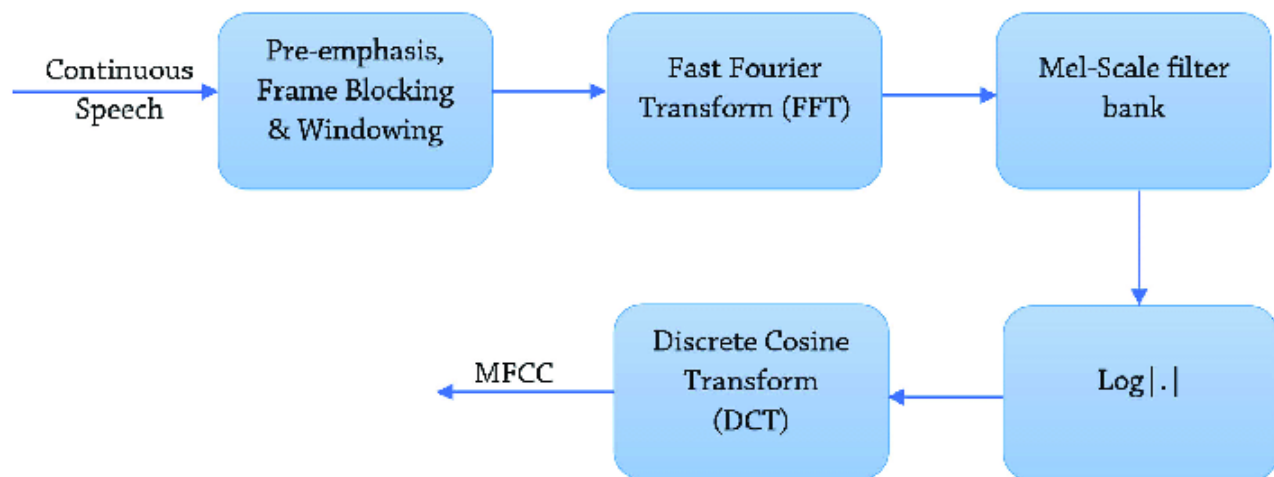 Continuous
Speech
Pre-emphasis,
Frame Blocking
& Windowing
Fast Fourier
Transform (FFT)
Mel-Scale filter
bank
Log|.|
Discrete Cosine
Transform
(DCT)
MFCC